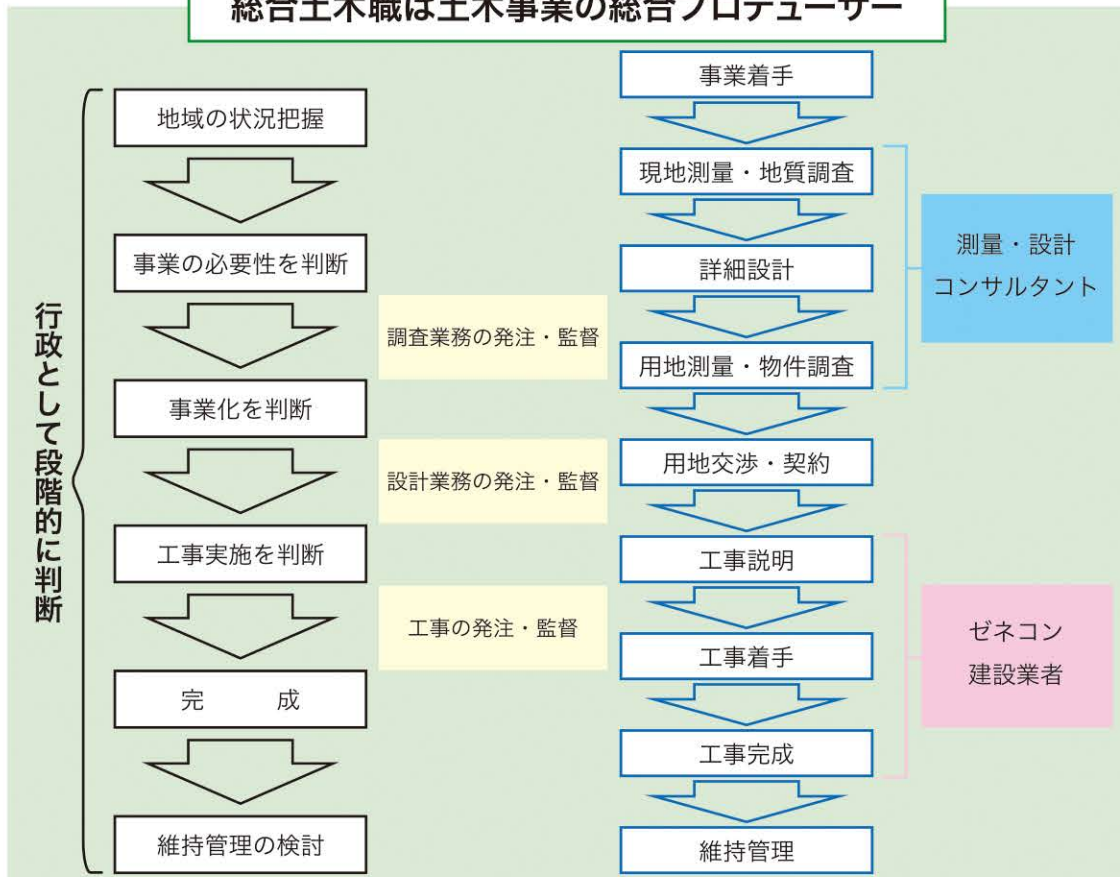 総合土木職は土木事業の総合プロデューサー
行政として段階的に判断
地域の状況把握
事業の必要性を判断
事業化を判断
工事実施を判断
完　　成
維持管理の検討
調査業務の発注・監督
設計業務の発注・監督
工事の発注・監督
事業着手
現地測量・地質調査
詳細設計
用地測量・物件調査
用地交渉・契約
工事説明
工事着手
工事完成
維持管理
測量・設計
コンサルタント
ゼネコン
建設業者